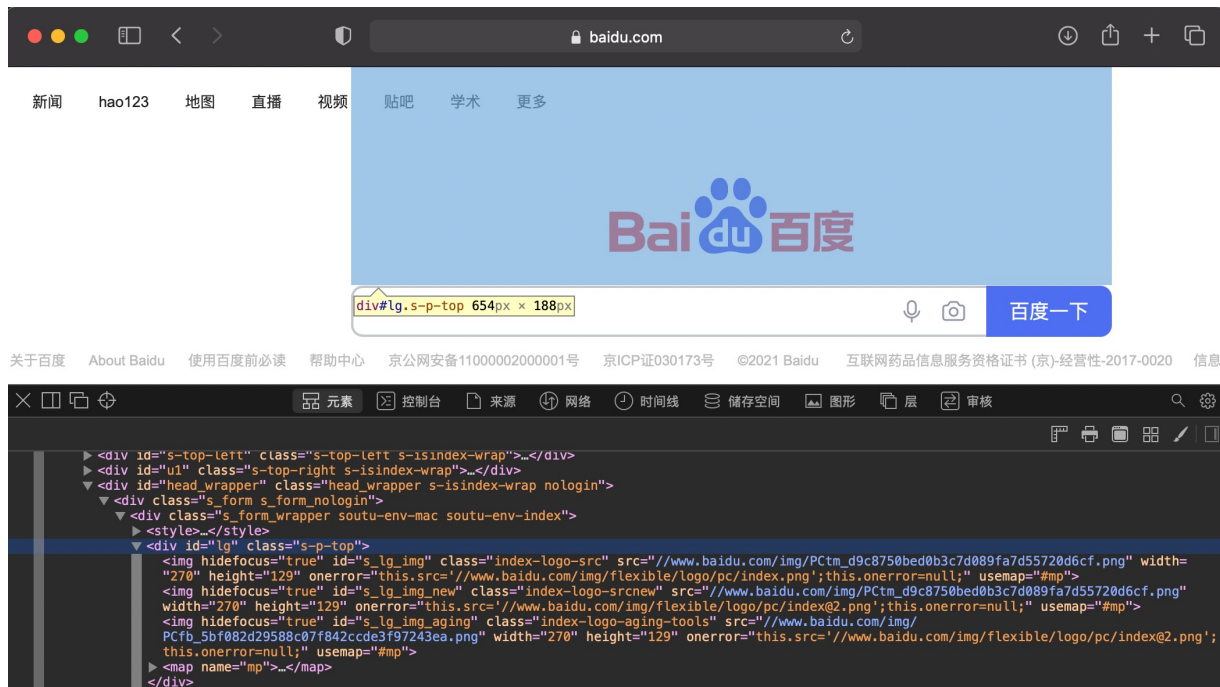 baidu.com
新闻 hao123 地图 直播 视频 贴吧 学术 更多
Bai du 百度
div#lg.s-p-top 654px × 188px
百度一下
关于百度 About Baidu 使用百度前必读 帮助中心 京公网安备11000002000001号 京ICP证030173号 ©2021 Baidu 互联网药品信息服务资格证书 (京)-经营性-2017-0020 信息
元素 控制台 来源 网络 时间线 储存空间 图形 层 审核
<div id="s-top-left" class="s-top-left s-isindex-wrap">…</div>
<div id="u1" class="s-top-right s-isindex-wrap">…</div>
<div id="head_wrapper" class="head_wrapper s-isindex-wrap nologin">
<div class="s_form s_form_nologin">
<div class="s_form_wrapper soutu-env-mac soutu-env-index">
<style>…</style>
<div id="lg" class="s-p-top">
<img hidefocus="true" id="s_lg_img" class="index-logo-src" src="//www.baidu.com/img/PCtm_d9c8750bed0b3c7d089fa7d55720d6cf.png" width=
"270" height="129" onerror="this.src='//www.baidu.com/img/flexible/logo/pc/index.png';this.onerror=null;" usemap="#mp">
<img hidefocus="true" id="s_lg_img_new" class="index-logo-srcnew" src="//www.baidu.com/img/PCtm_d9c8750bed0b3c7d089fa7d55720d6cf.png"
width="270" height="129" onerror="this.src='//www.baidu.com/img/flexible/logo/pc/index@2.png';this.onerror=null;" usemap="#mp">
<img hidefocus="true" id="s_lg_img_aging" class="index-logo-aging-tools" src="//www.baidu.com/img/
PCfb_5bf082d29588c07f842ccde3f97243ea.png" width="270" height="129" onerror="this.src='//www.baidu.com/img/flexible/logo/pc/index@2.png';
this.onerror=null;" usemap="#mp">
<map name="mp">…</map>
</div>